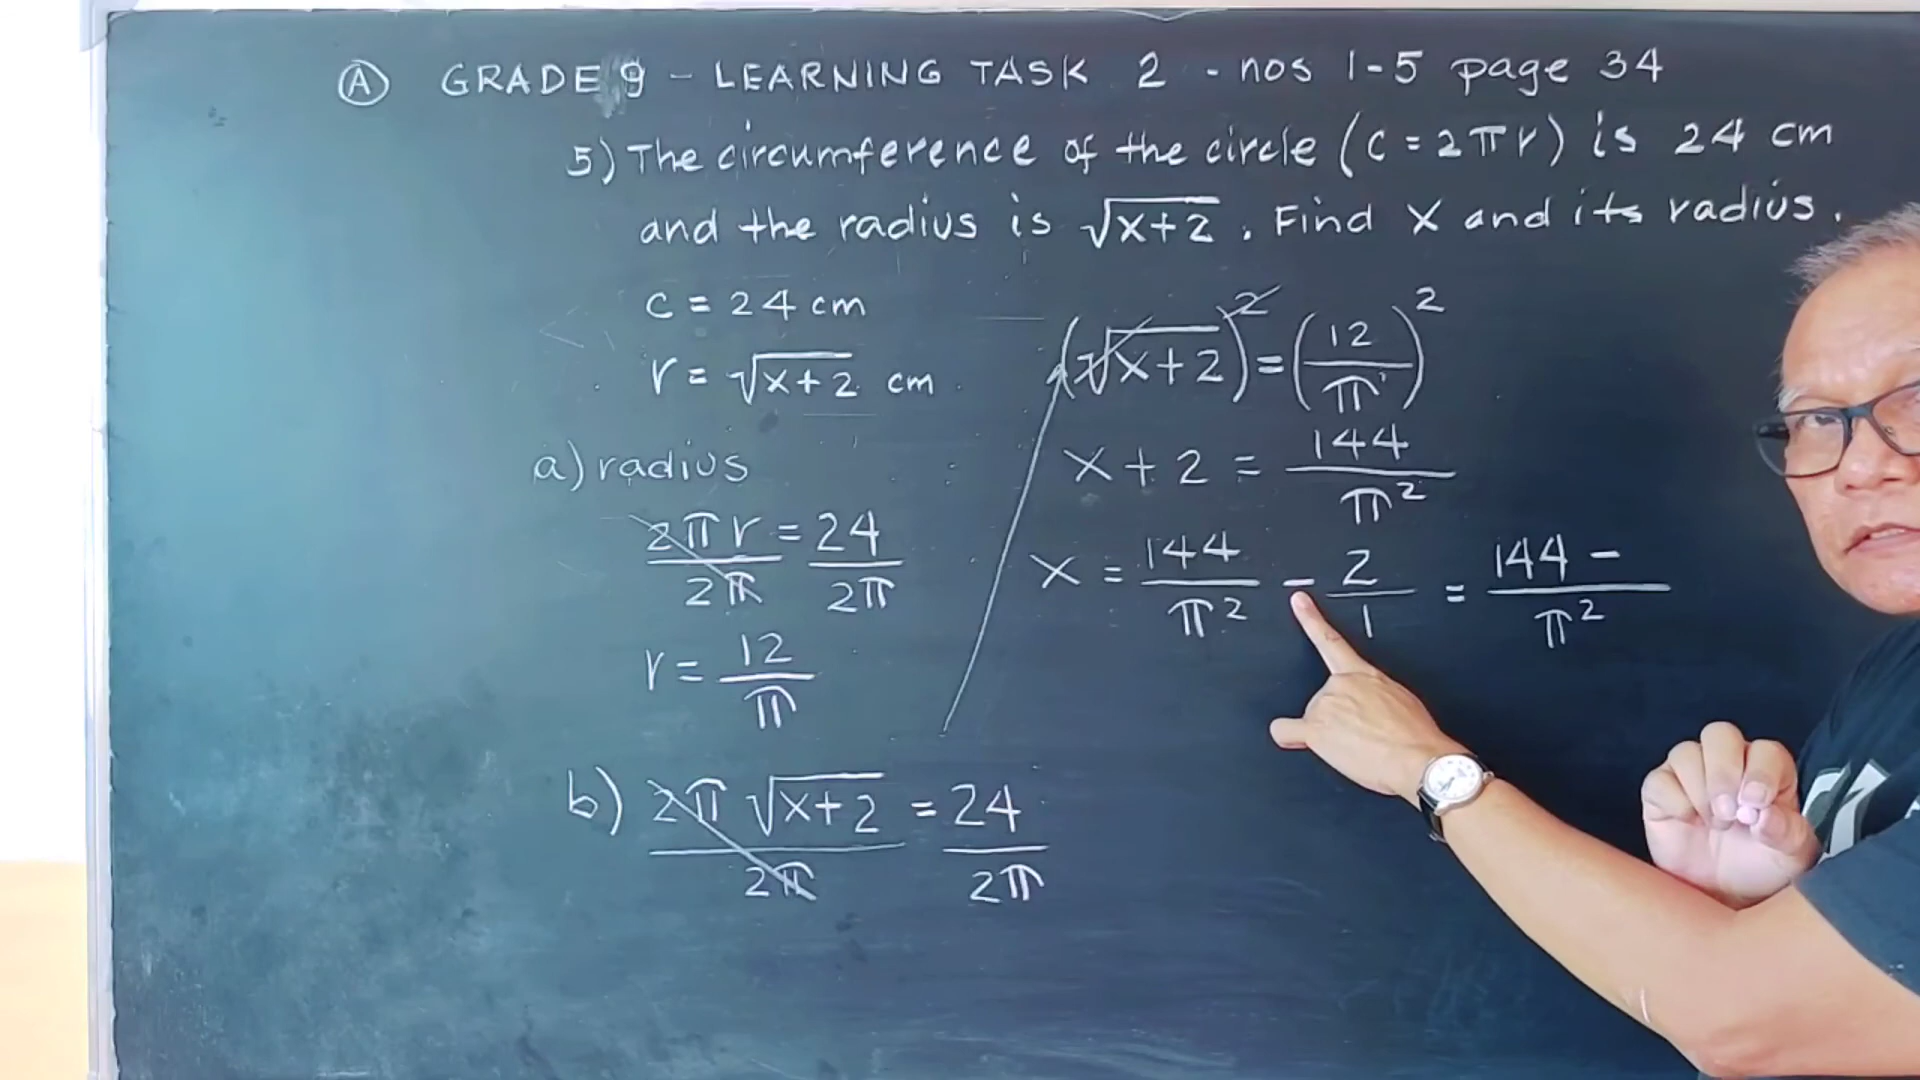 Ⓐ GRADE 9 - LEARNING TASK 2 - nos 1-5 page 34
5) The circumference of the circle (c = 2πr) is 24 cm
and the radius is √(x+2) . Find x and its radius.
c = 24 cm
r = √(x+2) cm
a) radius
2πr/2π = 24/2π
r = 12/π
b) 2π √(x+2)/2π = 24/2π
(√(x+2))² = (12/π)²
x + 2 = 144/π²
x = 144/π² - 2/1 = 144 -/π²